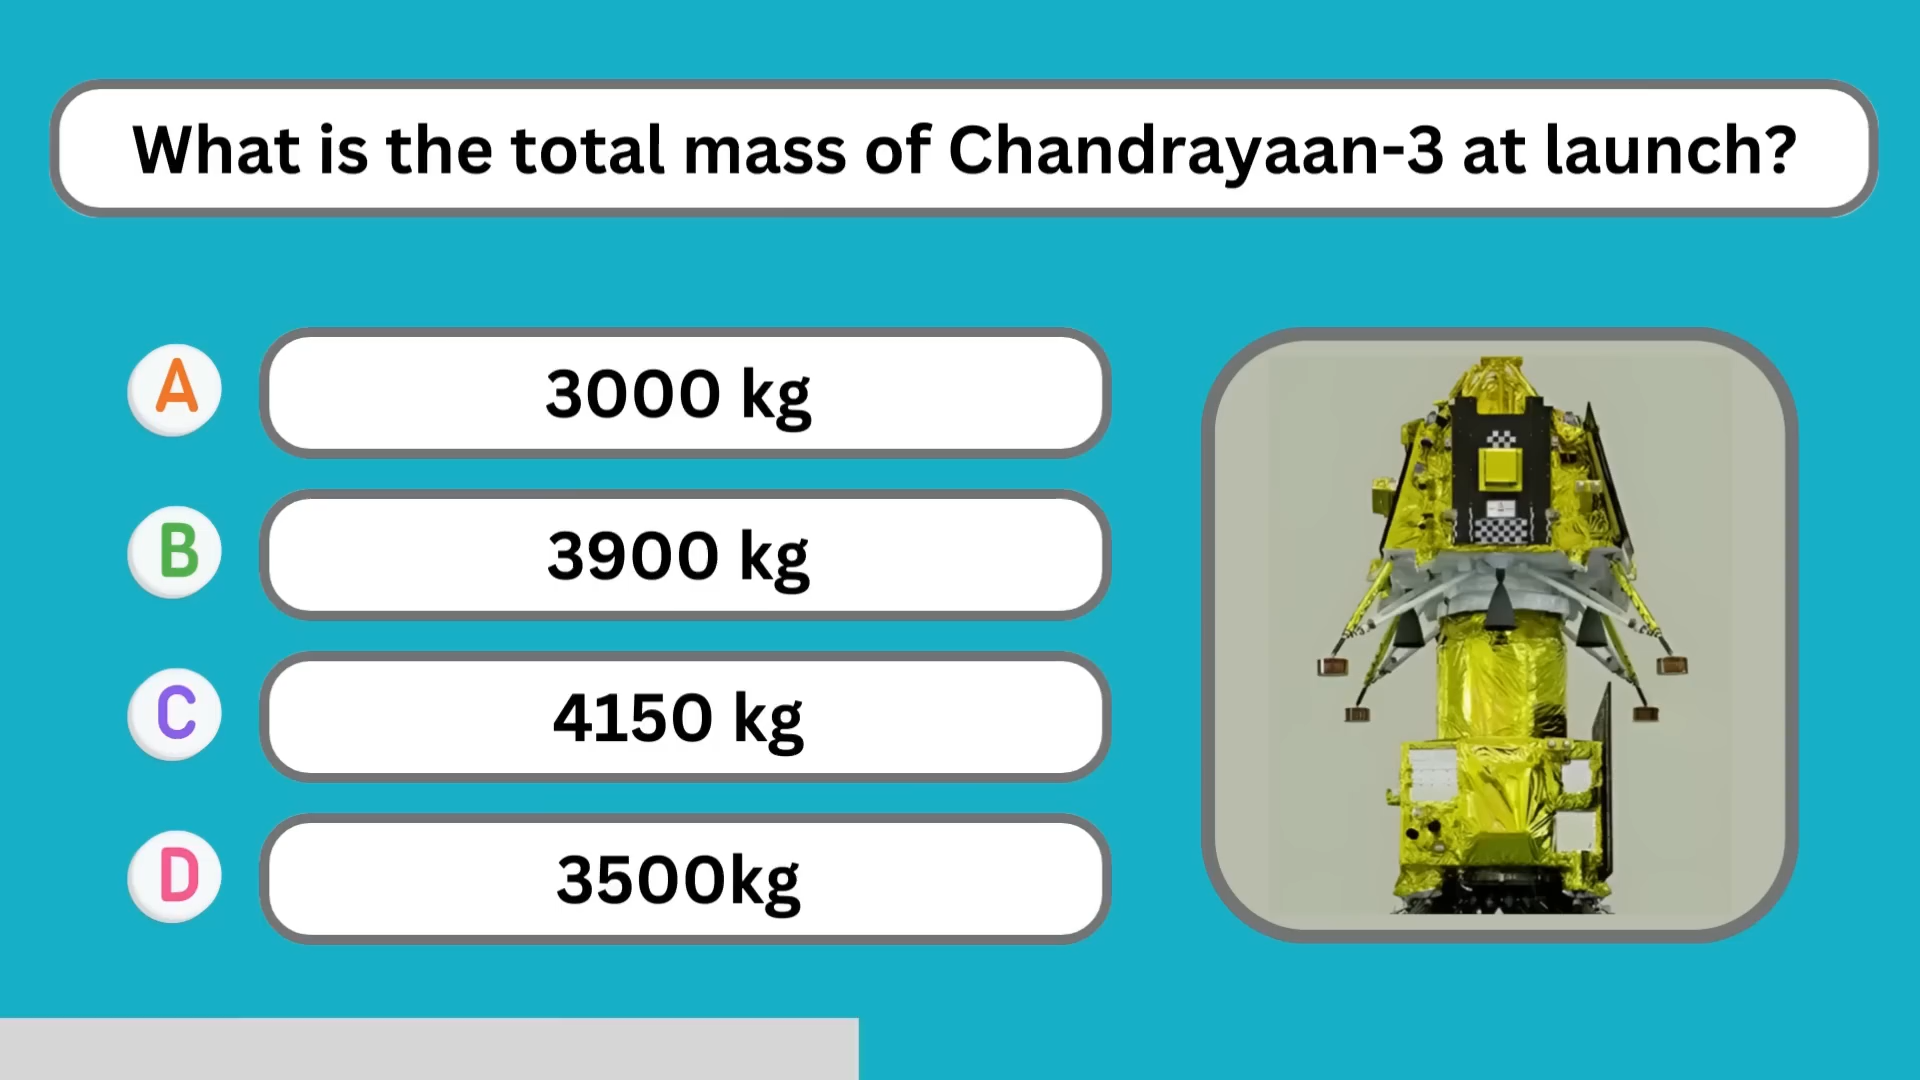 What is the total mass of Chandrayaan-3 at launch?
A
3000 kg
B
3900 kg
C
4150 kg
D
3500kg